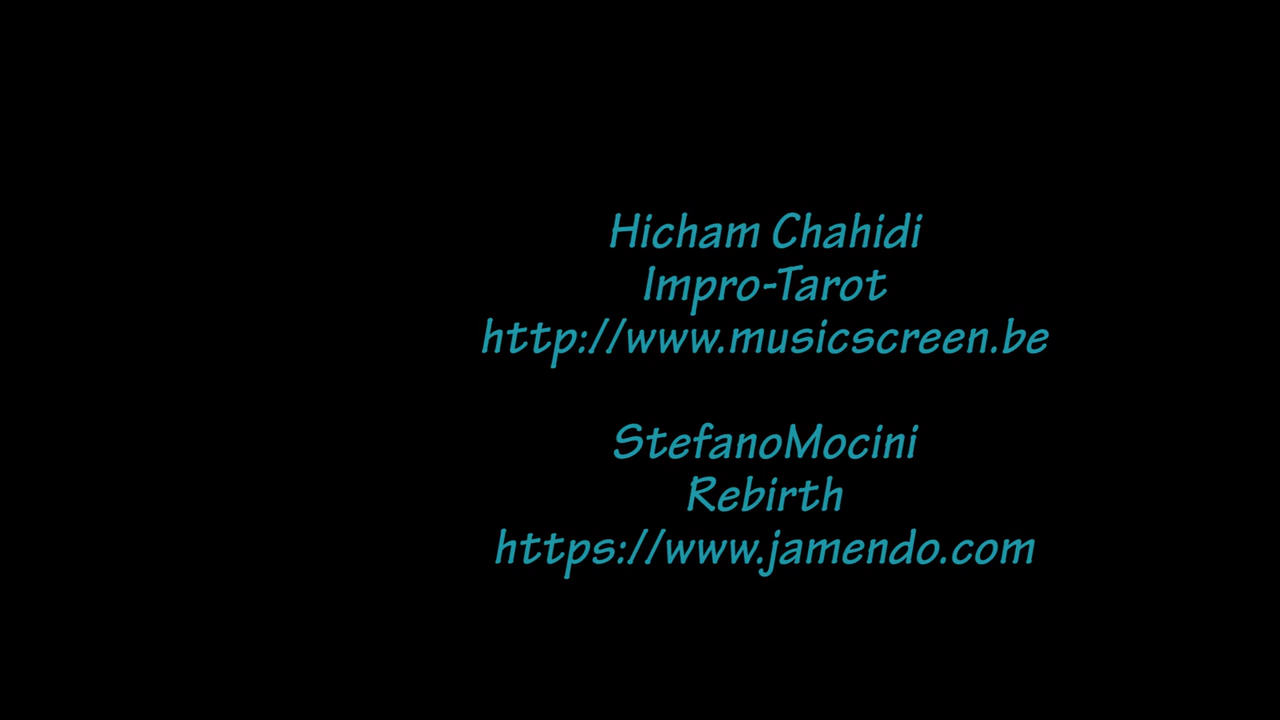 Hicham Chahidi
Impro-Tarot
http://www.musicscreen.be
StefanoMocini
Rebirth
https://www.jamendo.com